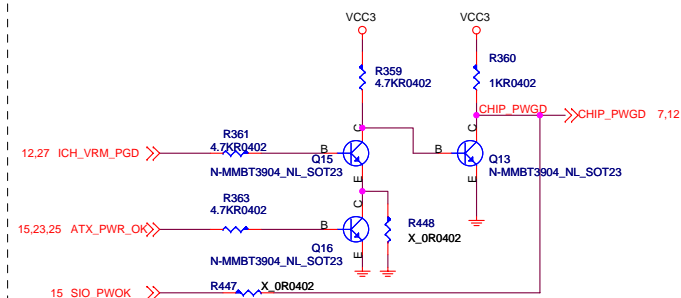 VCC3 VCC3
R359
4.7KR0402
R360
1KR0402
CHIP_PWGD
CHIP_PWGD 7,12
R361
4.7KR0402
12,27 ICH_VRM_PGD
B
C
E
Q15
N-MMBT3904_NL_SOT23
B
C
E
Q13
N-MMBT3904_NL_SOT23
R363
4.7KR0402
15,23,25 ATX_PWR_OK
B
C
E
Q16
N-MMBT3904_NL_SOT23
R448
X_0R0402
15 SIO_PWOK
R447 X_0R0402